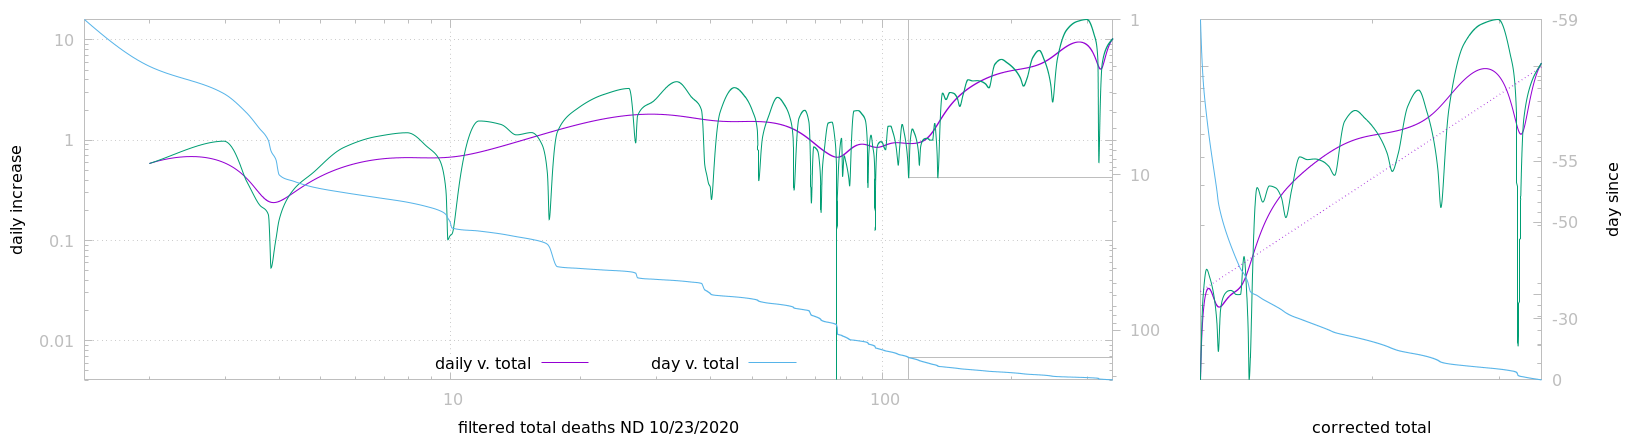 10
1
0.1
0.01
daily increase
daily v. total
day v. total
10
100
filtered total deaths ND 10/23/2020
1
10
100
-59
-55
-50
-30
0
day since
corrected total